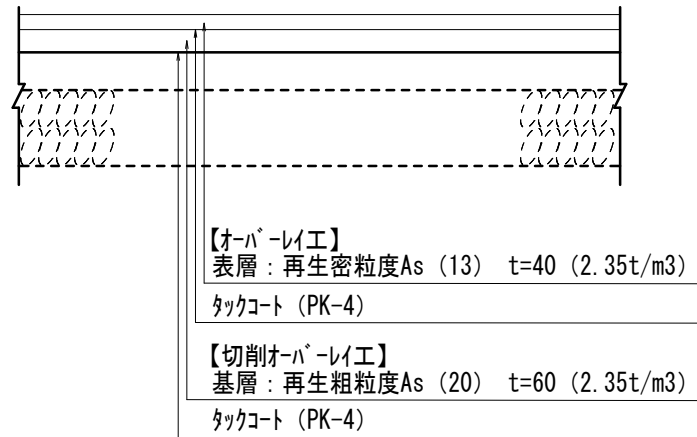 【ｵｰﾊﾞｰﾚｲ工】
表層：再生密粒度As (13) t=40 (2.35t/m3)
ﾀｯｸｺｰﾄ (PK-4)
【切削ｵｰﾊﾞｰﾚｲ工】
基層：再生粗粒度As (20) t=60 (2.35t/m3)
ﾀｯｸｺｰﾄ (PK-4)